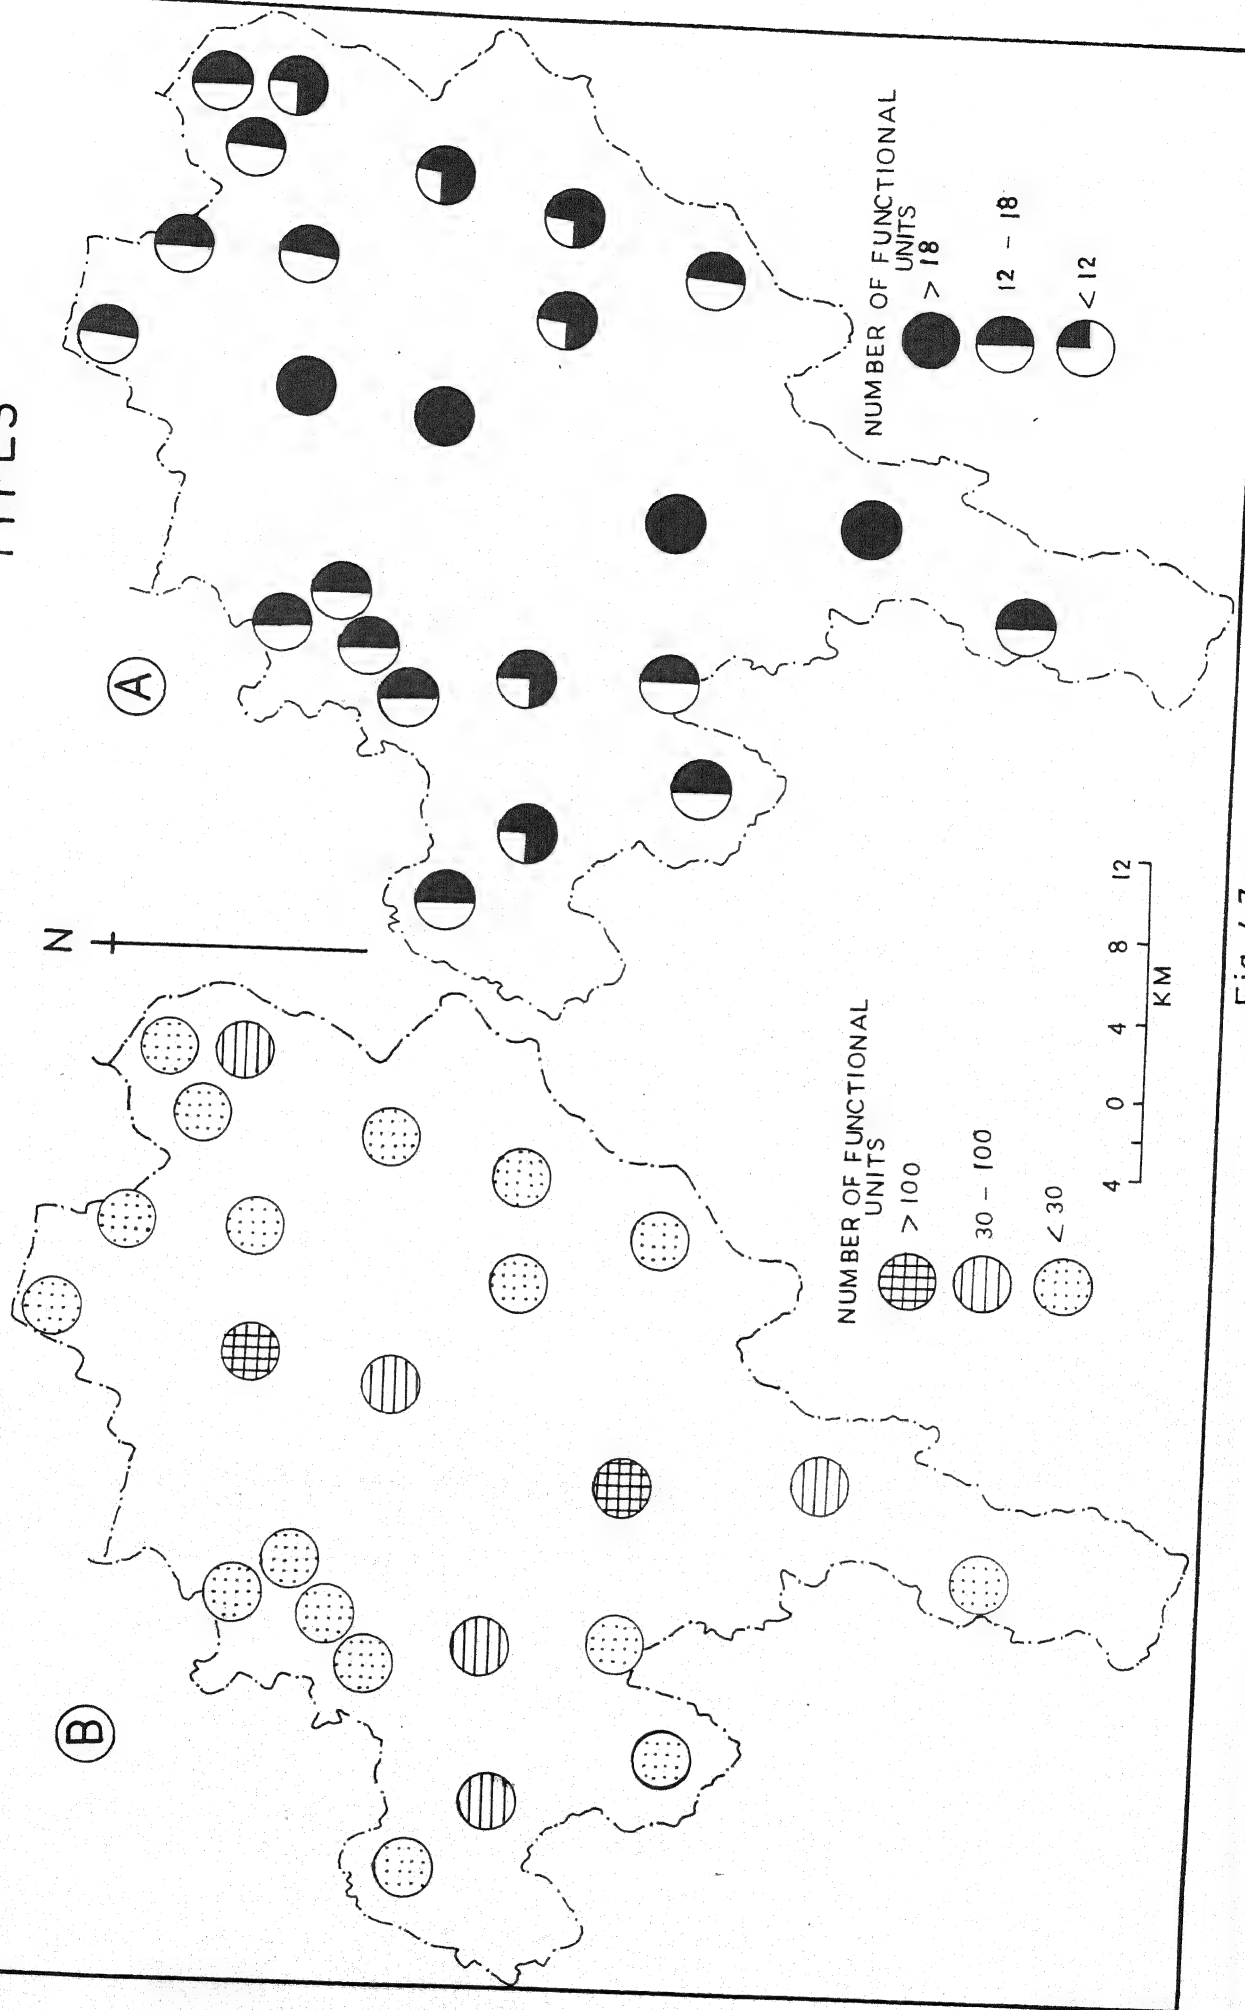 N
A
NUMBER OF FUNCTIONAL
UNITS
> 18
12 - 18
< 12
B
NUMBER OF FUNCTIONAL
UNITS
> 100
30 - 100
< 30
4 0 4 8 12
KM